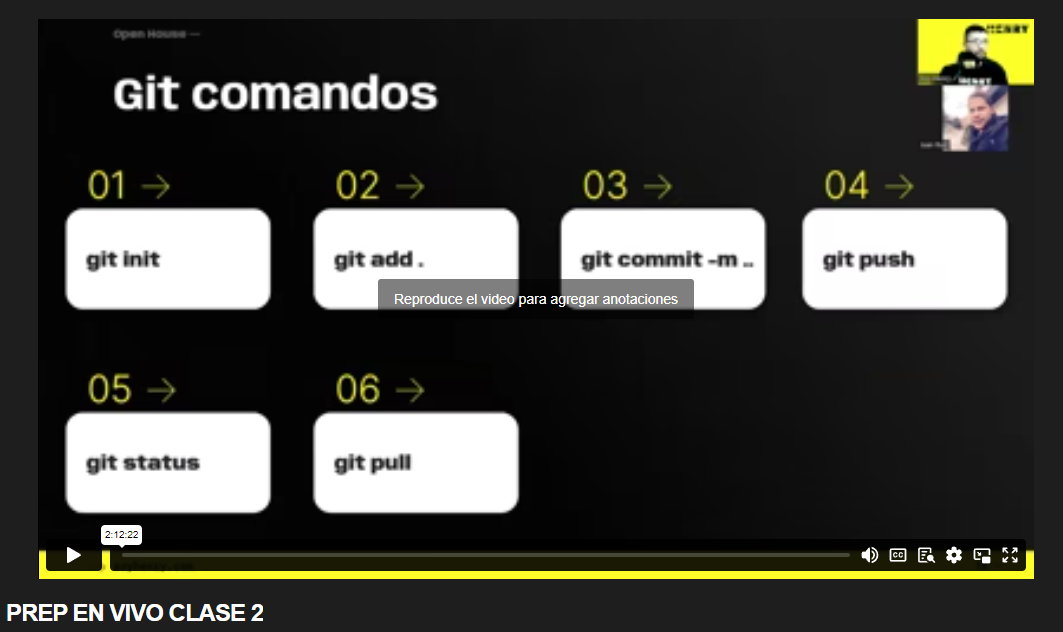 Open House —
HENRY
Git comandos
HENRY
01 →
02 →
03 →
04 →
git init
git add .
git commit -m ..
git push
Reproduce el video para agregar anotaciones
05 →
06 →
git status
git pull
2:12:22
CC
PREP EN VIVO CLASE 2